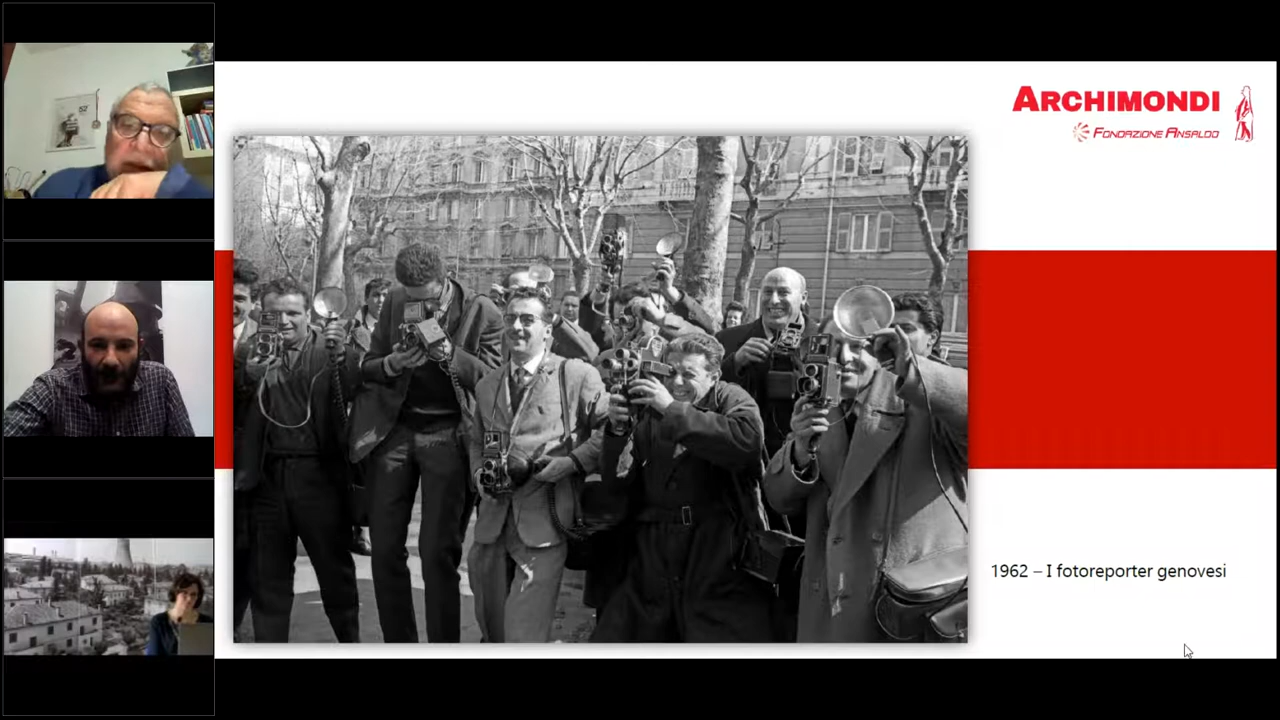 ARCHIMONDI
FONDAZIONE ANSALDO
1962 – I fotoreporter genovesi